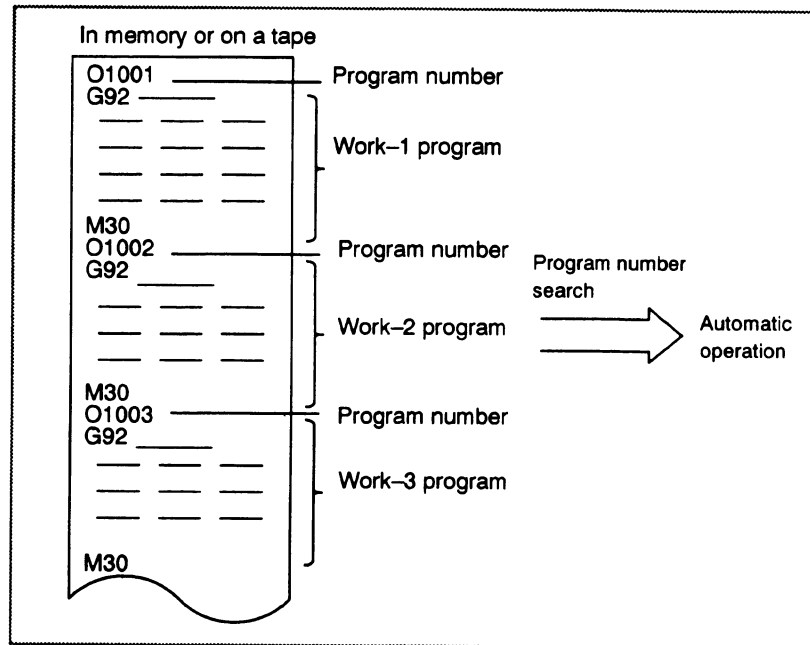 In memory or on a tape
O1001
Program number
G92
Work–1 program
M30
O1002
Program number
G92
Work–2 program
M30
O1003
Program number
G92
Work–3 program
M30
Program number
search
Automatic
operation